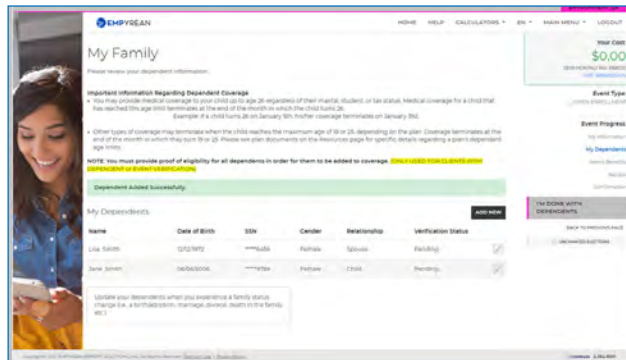 EMPYREAN
HOME HELP CALCULATORS EN MAIN MENU LOGOUT
My Family
Please review your dependent information.
Important Information Regarding Dependent Coverage
• You may provide medical coverage to your child up to age 26 regardless of their marital, student, or tax status. Medical coverage for a child that
has reached this age limit terminates at the end of the month in which the child turns 26.
Example: If a child turns 26 on January 5th, his/her coverage terminates on January 31st.
• Other types of coverage may terminate when the child reaches the maximum age of 19 or 25, depending on the plan. Coverage terminates at the
end of the month in which they turn 19 or 25. Please see plan documents on the Resources page for specific details regarding a plan's dependent
age limits.
NOTE: You must provide proof of eligibility for all dependents in order for them to be added to coverage. (ONLY USED FOR CLIENTS WITH
DEPENDENT or EVENT VERIFICATION)
Dependent Added Successfully.
My Dependents
ADD NEW
Name Date of Birth SSN Gender Relationship Verification Status
Lisa Smith Female Spouse Pending
Jane Smith Female Child Pending
Update your dependents when you experience a family status
change (i.e., a birth/adoption, marriage, divorce, death in the family,
etc.)
Your Cost
$0.00
Event Type
OPEN ENROLLMENT
Event Progress
My Information
My Dependents
Review
Confirmation
I'M DONE WITH
DEPENDENTS
BACK TO PREVIOUS PAGE